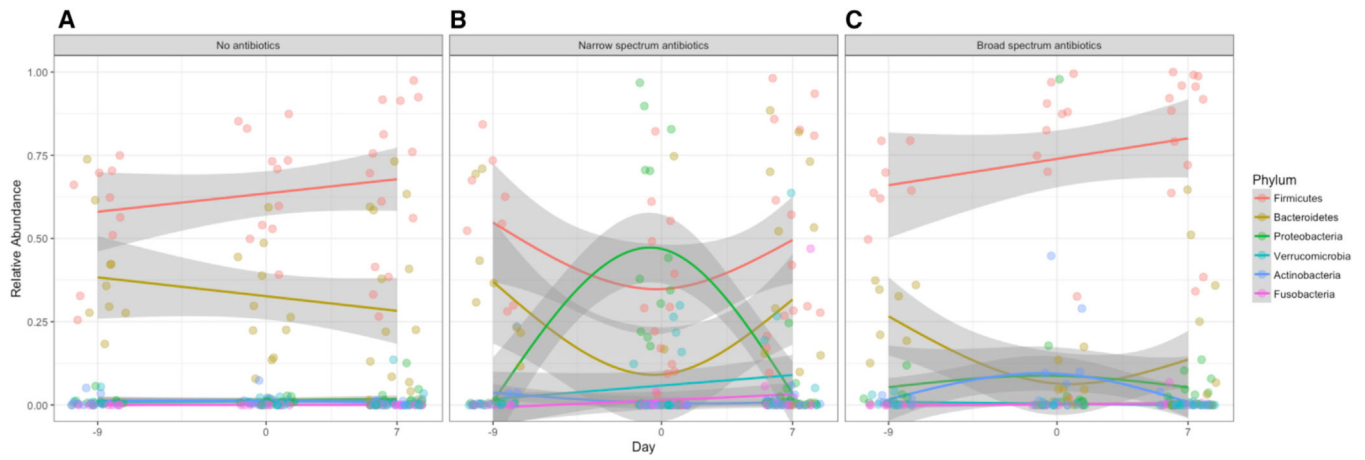 A B C
No antibiotics Narrow spectrum antibiotics Broad spectrum antibiotics
1.00
0.75
0.50
0.25
0.00
Relative Abundance
-9 0 7 -9 0 7 -9 0 7
Day
Phylum
Firmicutes
Bacteroidetes
Proteobacteria
Verrucomicrobia
Actinobacteria
Fusobacteria